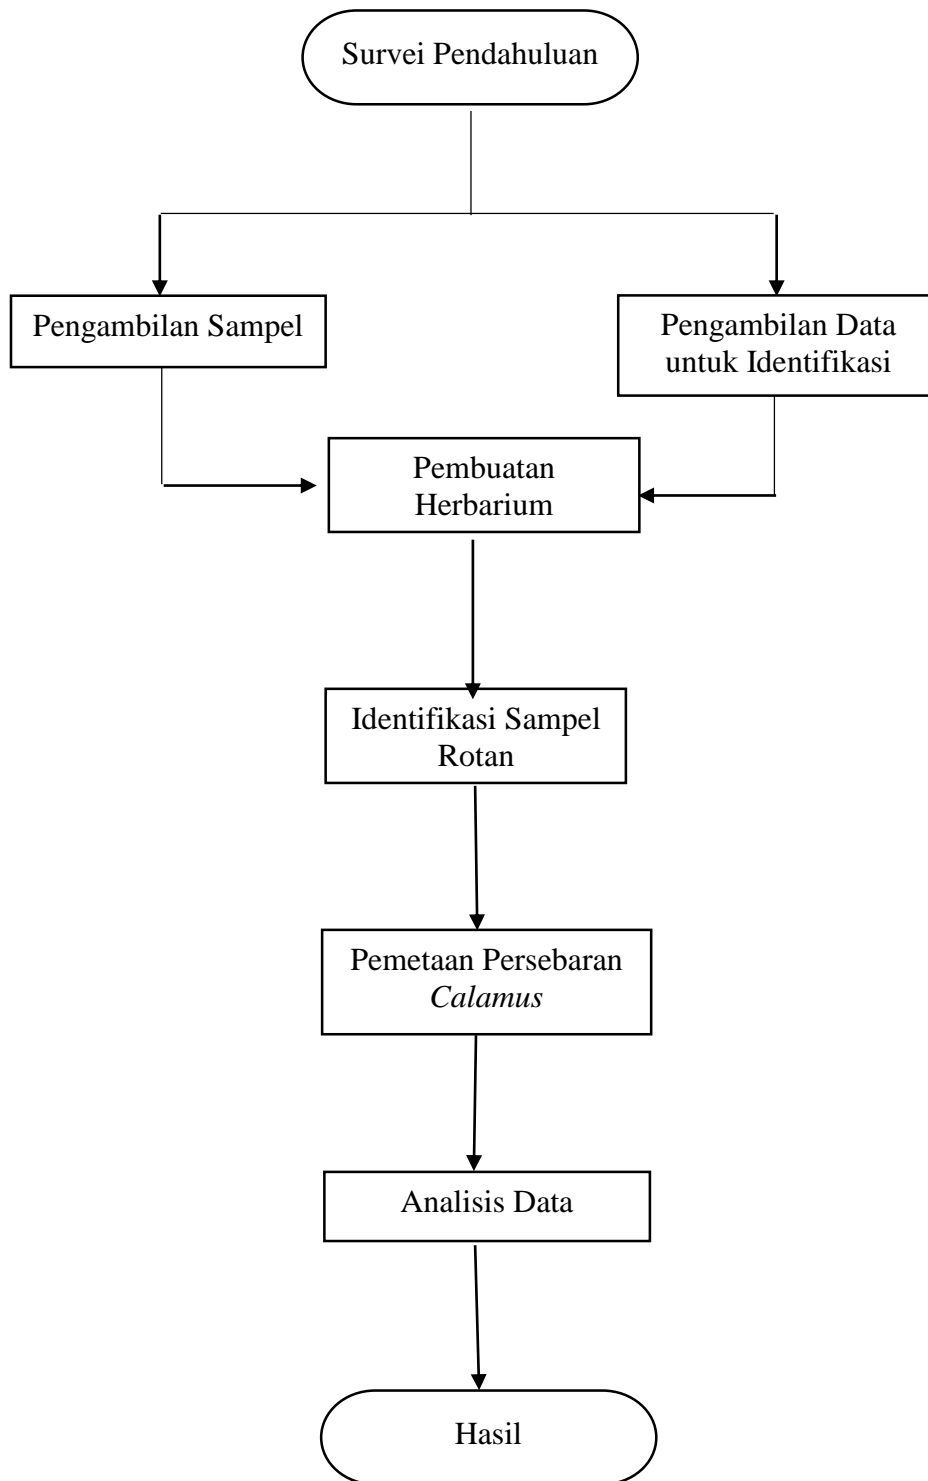 Survei Pendahuluan
Pengambilan Sampel
Pengambilan Data
untuk Identifikasi
Pembuatan
Herbarium
Identifikasi Sampel
Rotan
Pemetaan Persebaran
Calamus
Analisis Data
Hasil